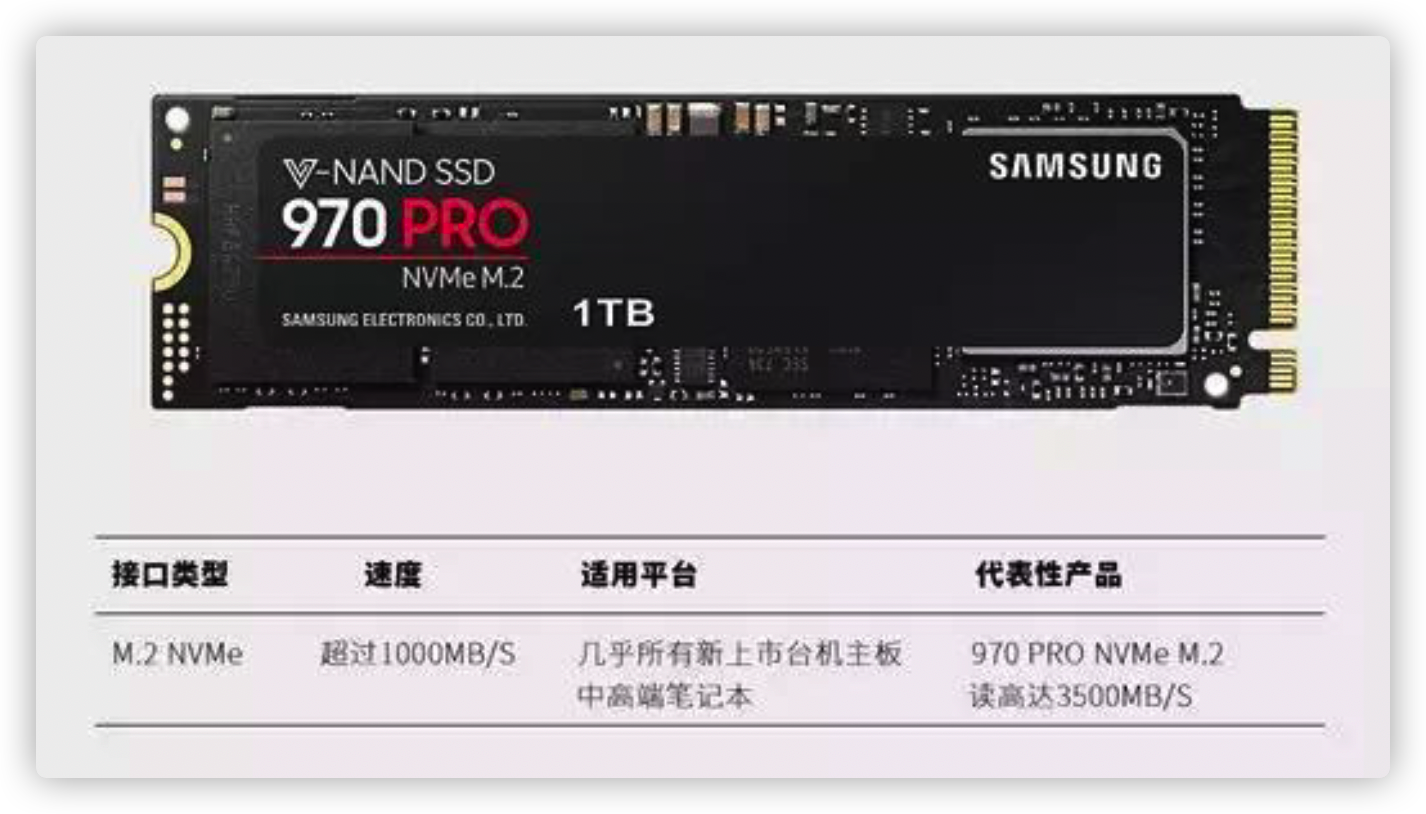 V-NAND SSD
SAMSUNG
970 PRO
NVMe M.2
SAMSUNG ELECTRONICS CO., LTD.
1TB
接口类型 速度 适用平台 代表性产品
M.2 NVMe 超过1000MB/S 几乎所有新上市台机主板 970 PRO NVMe M.2
中高端笔记本 读高达3500MB/S